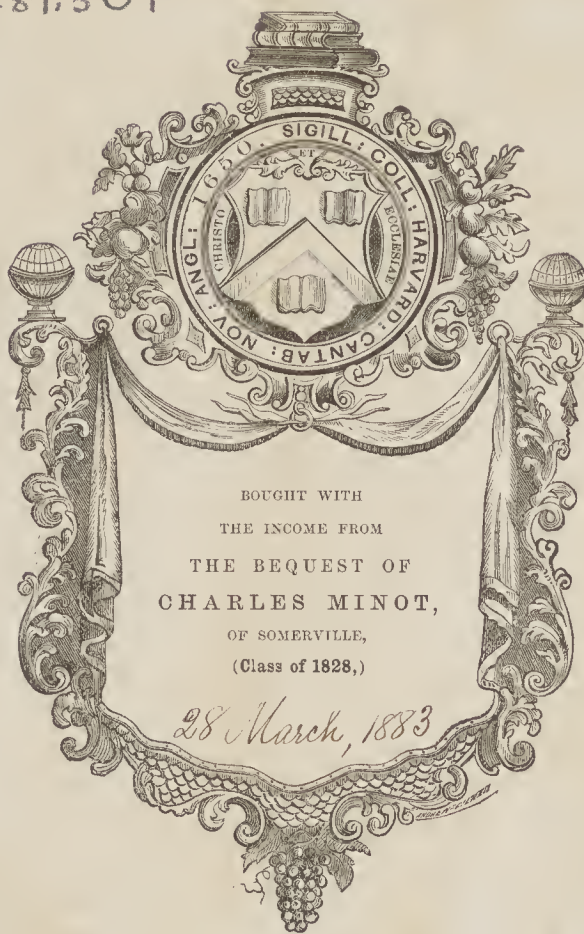 SIGILL: COLL: HARVARD: CANTAB: NOV: ANGL: 1650.
ET
CHRISTO
ECCLESIAE
BOUGHT WITH
THE INCOME FROM
THE BEQUEST OF
CHARLES MINOT,
OF SOMERVILLE,
(Class of 1828,)
28 March, 1883